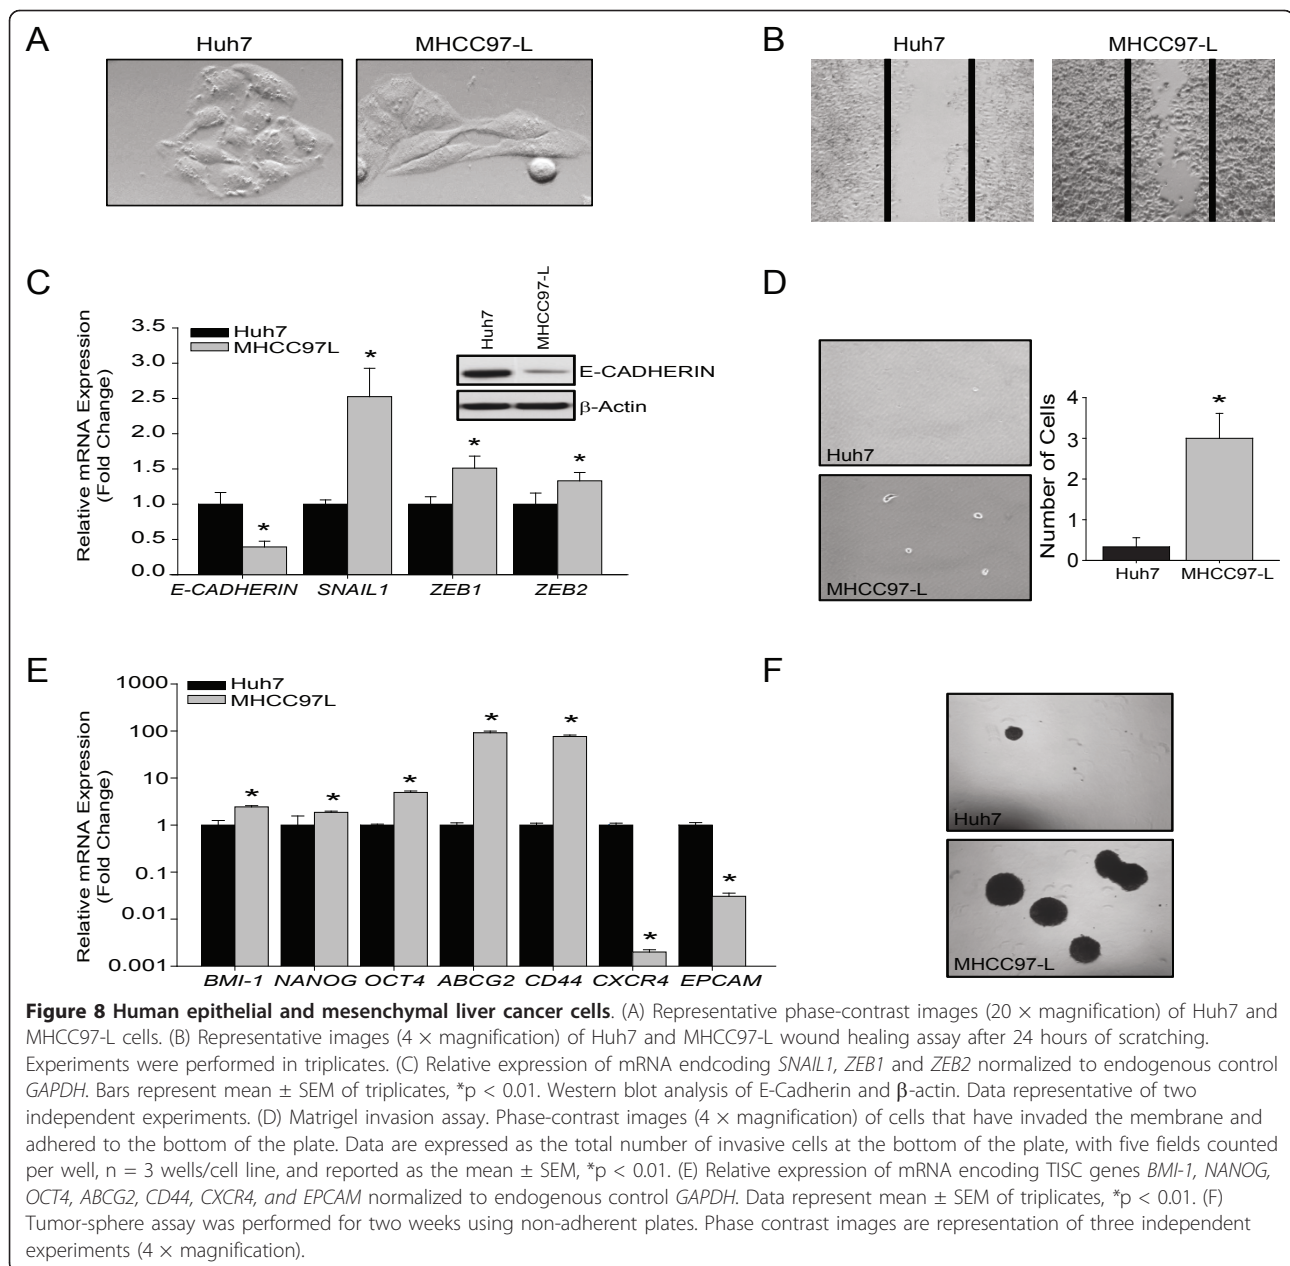 A
Huh7
MHCC97-L
B
Huh7
MHCC97-L
C
Relative mRNA Expression
(Fold Change)
3.5
3.0
2.5
2.0
1.5
1.0
0.5
0.0
Huh7
MHCC97L
*
*
*
*
E-CADHERIN
SNAIL1
ZEB1
ZEB2
Huh7
MHCC97-L
E-CADHERIN
β-Actin
D
Huh7
MHCC97-L
Number of Cells
4
3
2
1
0
*
Huh7
MHCC97-L
E
Relative mRNA Expression
(Fold Change)
1000
100
10
1
0.1
0.01
0.001
Huh7
MHCC97L
*
*
*
*
*
*
*
BMI-1 NANOG OCT4 ABCG2 CD44 CXCR4 EPCAM
F
Huh7
MHCC97-L
Figure 8 Human epithelial and mesenchymal liver cancer cells. (A) Representative phase-contrast images (20 × magnification) of Huh7 and
MHCC97-L cells. (B) Representative images (4 × magnification) of Huh7 and MHCC97-L wound healing assay after 24 hours of scratching.
Experiments were performed in triplicates. (C) Relative expression of mRNA endcoding SNAIL1, ZEB1 and ZEB2 normalized to endogenous control
GAPDH. Bars represent mean ± SEM of triplicates, *p < 0.01. Western blot analysis of E-Cadherin and β-actin. Data representative of two
independent experiments. (D) Matrigel invasion assay. Phase-contrast images (4 × magnification) of cells that have invaded the membrane and
adhered to the bottom of the plate. Data are expressed as the total number of invasive cells at the bottom of the plate, with five fields counted
per well, n = 3 wells/cell line, and reported as the mean ± SEM, *p < 0.01. (E) Relative expression of mRNA encoding TISC genes BMI-1, NANOG,
OCT4, ABCG2, CD44, CXCR4, and EPCAM normalized to endogenous control GAPDH. Data represent mean ± SEM of triplicates, *p < 0.01. (F)
Tumor-sphere assay was performed for two weeks using non-adherent plates. Phase contrast images are representation of three independent
experiments (4 × magnification).